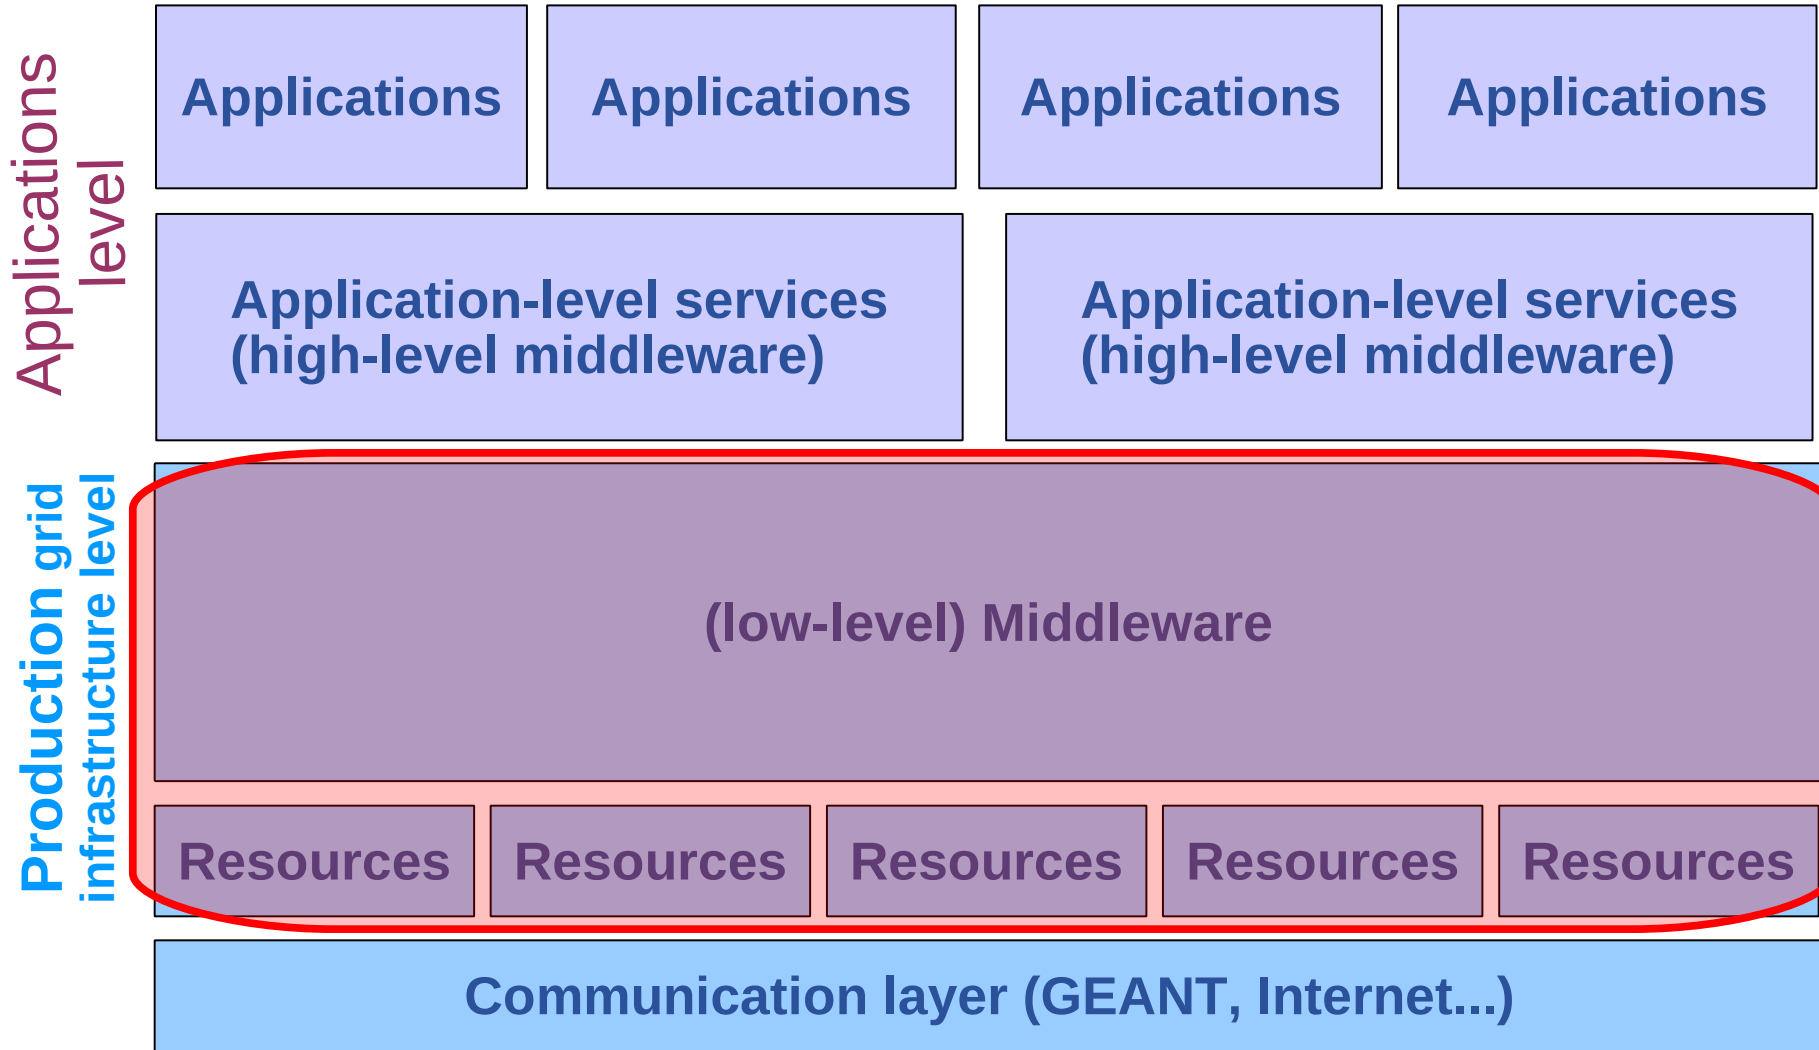 Applications
level
Applications
Applications
Applications
Applications
Application-level services
(high-level middleware)
Application-level services
(high-level middleware)
Production grid
infrastructure level
(low-level) Middleware
Resources
Resources
Resources
Resources
Resources
Communication layer (GEANT, Internet...)